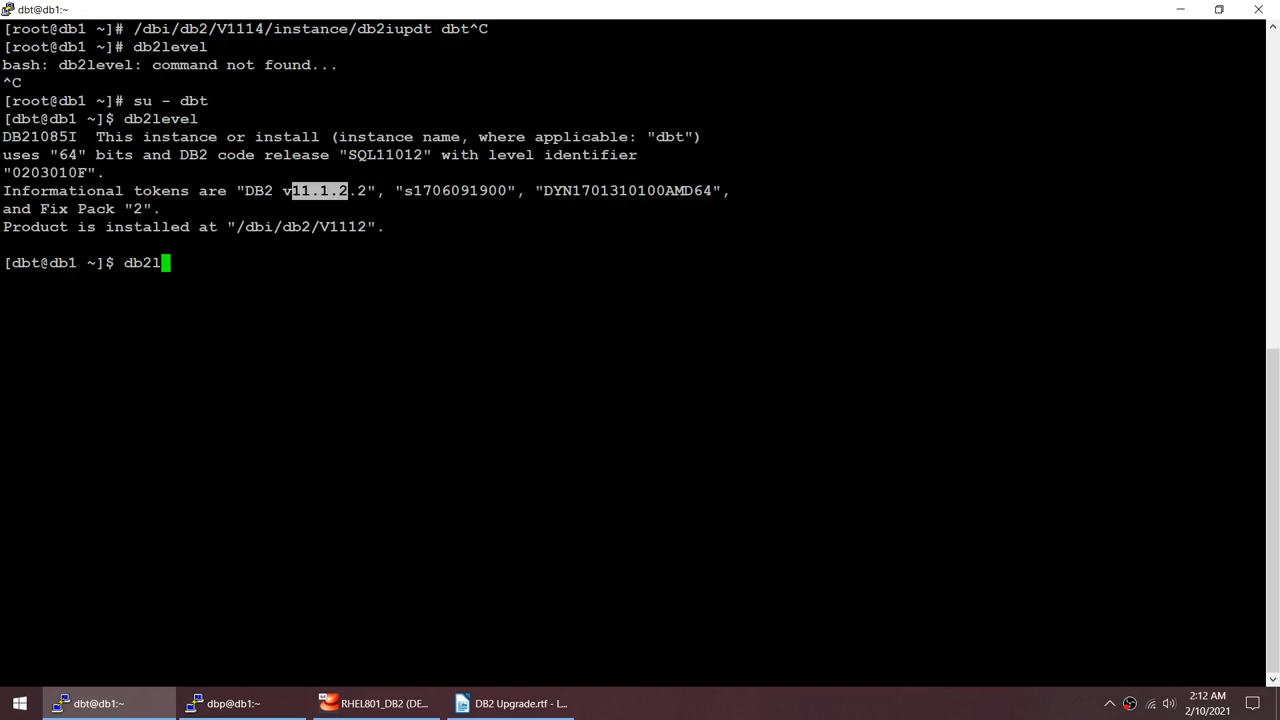 dbt@db1:~
[root@db1 ~]# /dbi/db2/V1114/instance/db2iupdt dbt^C
[root@db1 ~]# db2level
bash: db2level: command not found...
^C
[root@db1 ~]# su - dbt
[dbt@db1 ~]$ db2level
DB21085I  This instance or install (instance name, where applicable: "dbt")
uses "64" bits and DB2 code release "SQL11012" with level identifier
"0203010F".
Informational tokens are "DB2 v11.1.2.2", "s1706091900", "DYN1701310100AMD64",
and Fix Pack "2".
Product is installed at "/dbi/db2/V1112".
[dbt@db1 ~]$ db2l
dbt@db1:~
dbp@db1:~
RHEL801_DB2 (DE...
DB2 Upgrade.rtf - L...
2:12 AM
2/10/2021